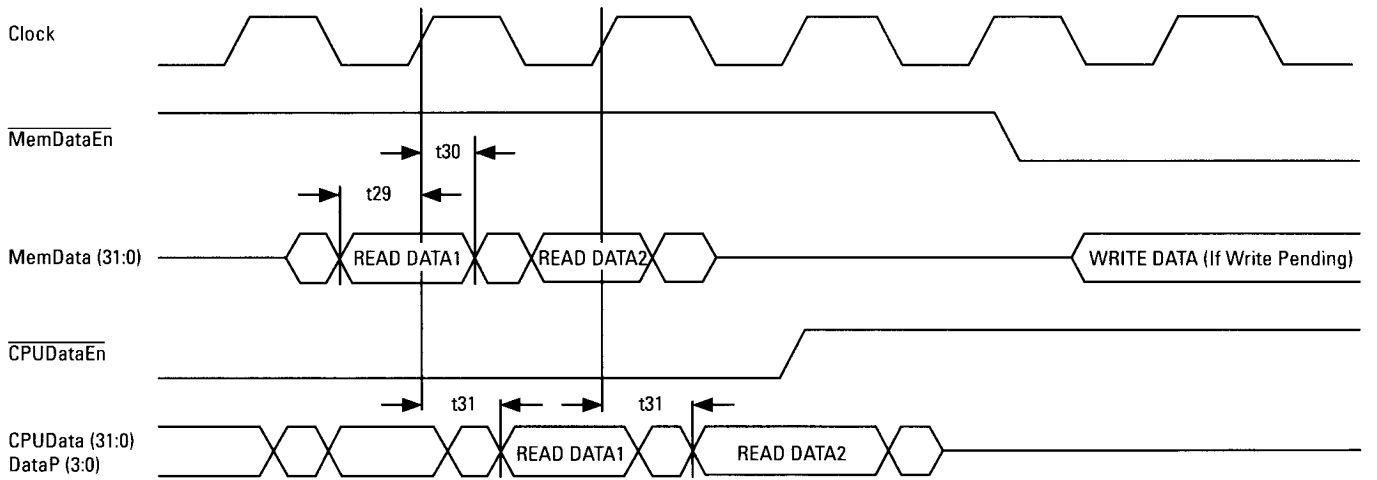 Clock
MemDataEn
t30
t29
MemData (31:0)
READ DATA1
READ DATA2
WRITE DATA (If Write Pending)
CPUDataEn
t31
t31
CPUData (31:0)
DataP (3:0)
READ DATA1
READ DATA2